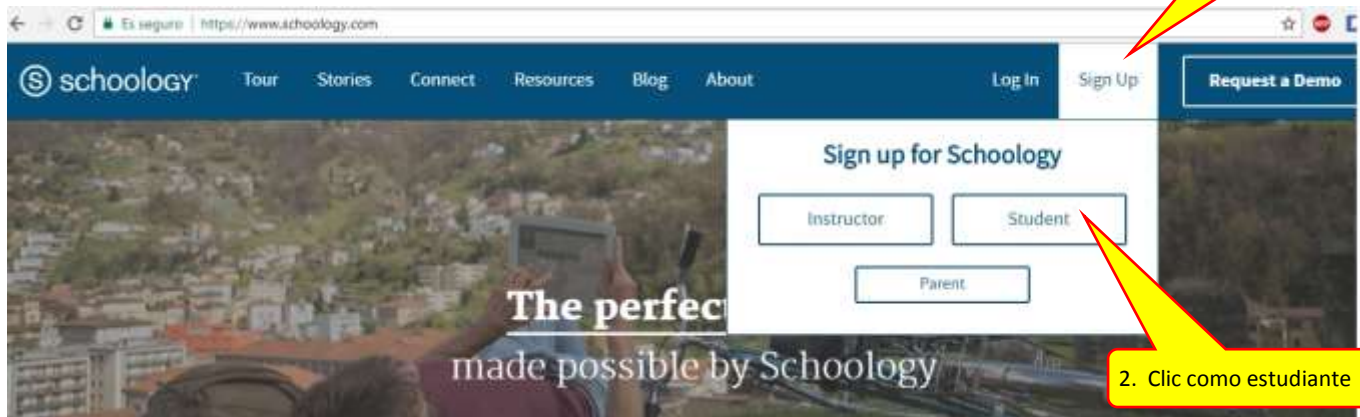 Es seguro | https://www.schoology.com
S schoology Tour Stories Connect Resources Blog About Log In Sign Up Request a Demo
Sign up for Schoology
Instructor Student
Parent
The perfec
made possible by Schoology
2. Clic como estudiante